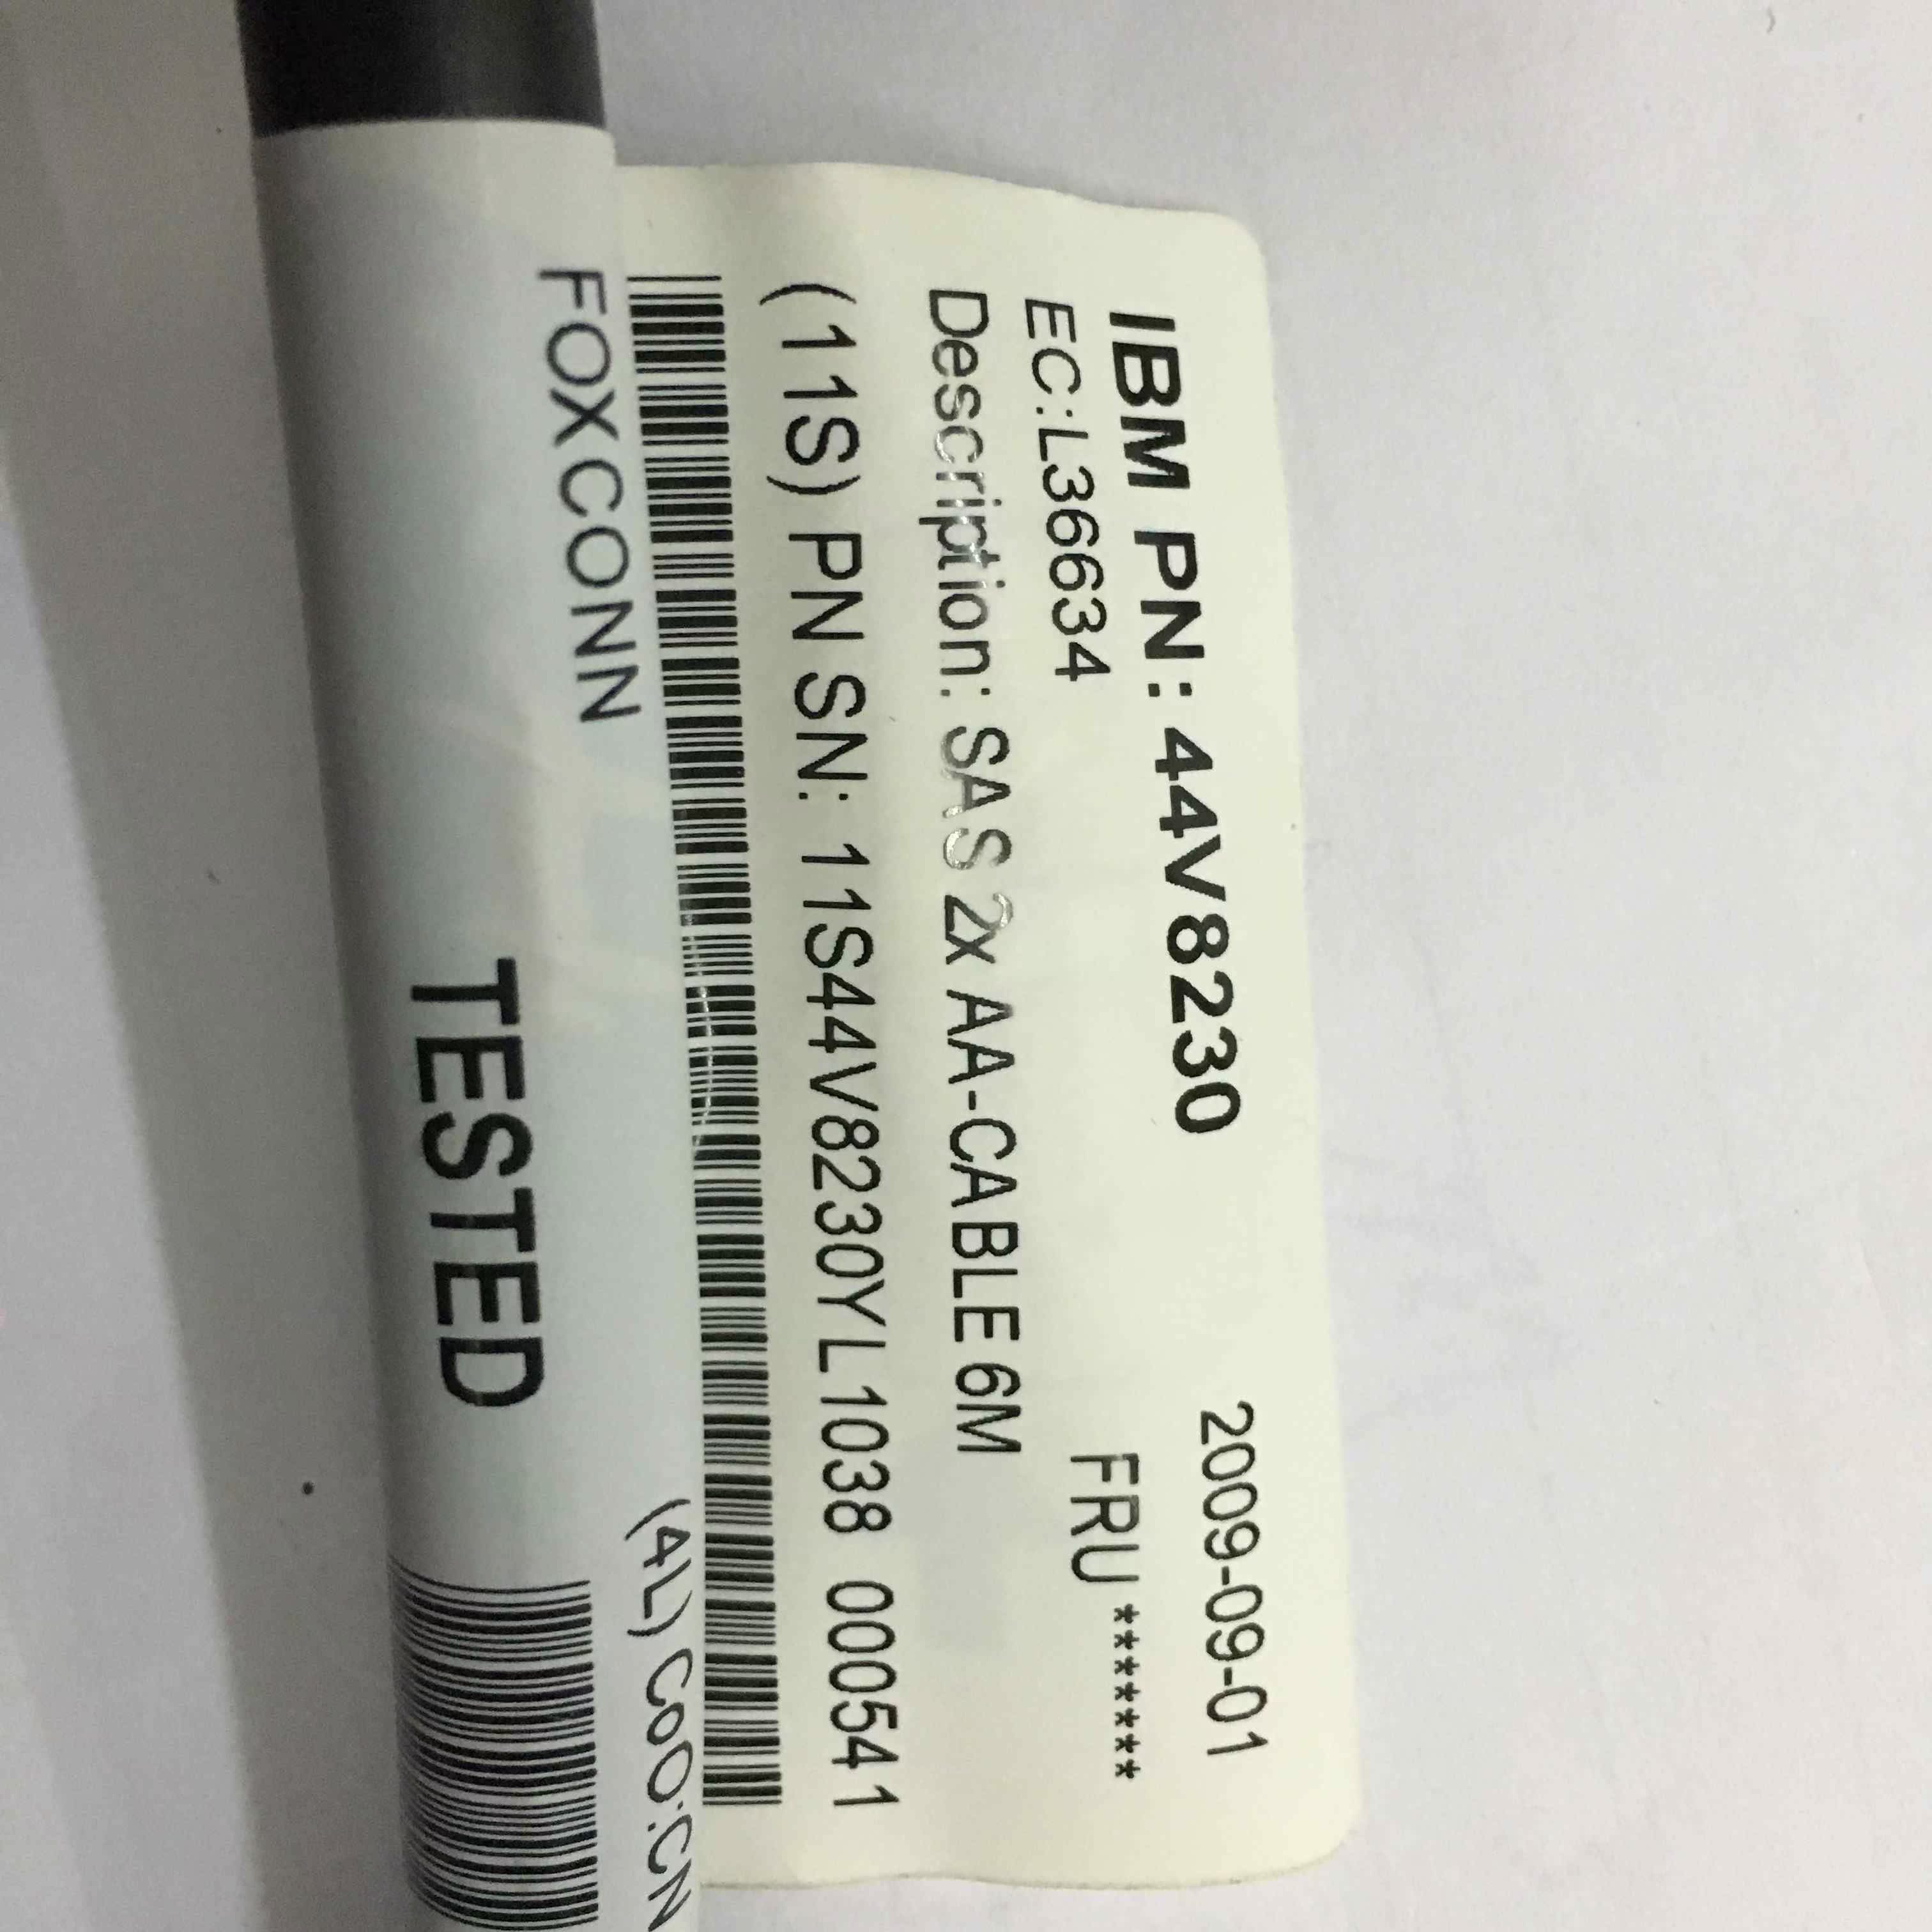 IBM PN: 44V8230 2009-09-01
EC:L36634 FRU *******
Description: SAS 2x AA-CABLE 6M
(11S) PN SN: 11S44V8230YL1038 000541
FOXCONN (4L) CoO:CN
TESTED